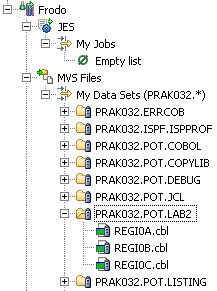 Frodo
JES
My Jobs
Empty list
MVS Files
My Data Sets (PRAK032.*)
PRAK032.ERRCOB
PRAK032.ISPF.ISPPROF
PRAK032.POT.COBOL
PRAK032.POT.COPYLIB
PRAK032.POT.DEBUG
PRAK032.POT.JCL
PRAK032.POT.LAB2
REGI0A.cbl
REGI0B.cbl
REGI0C.cbl
PRAK032.POT.LISTING